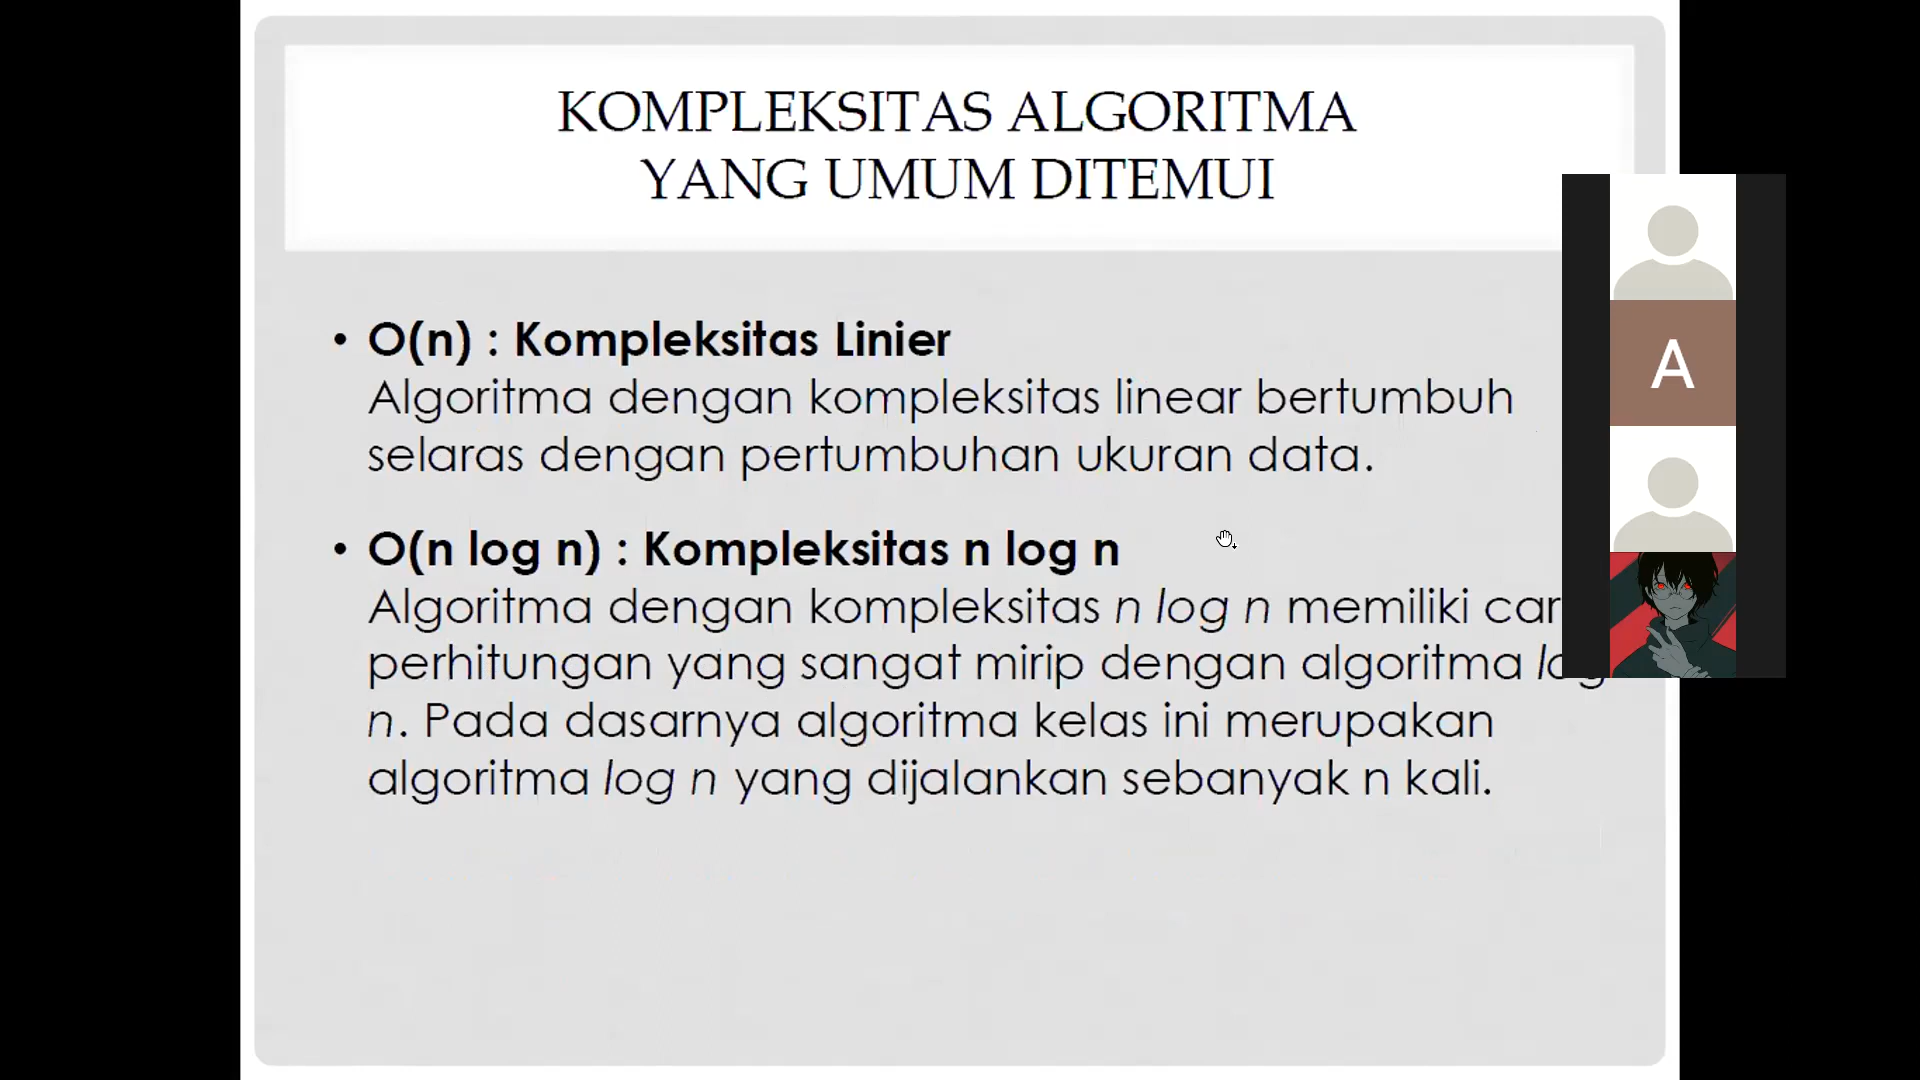 KOMPLEKSITAS ALGORITMA
YANG UMUM DITEMUI
• O(n) : Kompleksitas Linier
Algoritma dengan kompleksitas linear bertumbuh
selaras dengan pertumbuhan ukuran data.
• O(n log n) : Kompleksitas n log n
Algoritma dengan kompleksitas n log n memiliki
perhitungan yang sangat mirip dengan algoritma log
n. Pada dasarnya algoritma kelas ini merupakan
algoritma log n yang dijalankan sebanyak n kali.
A